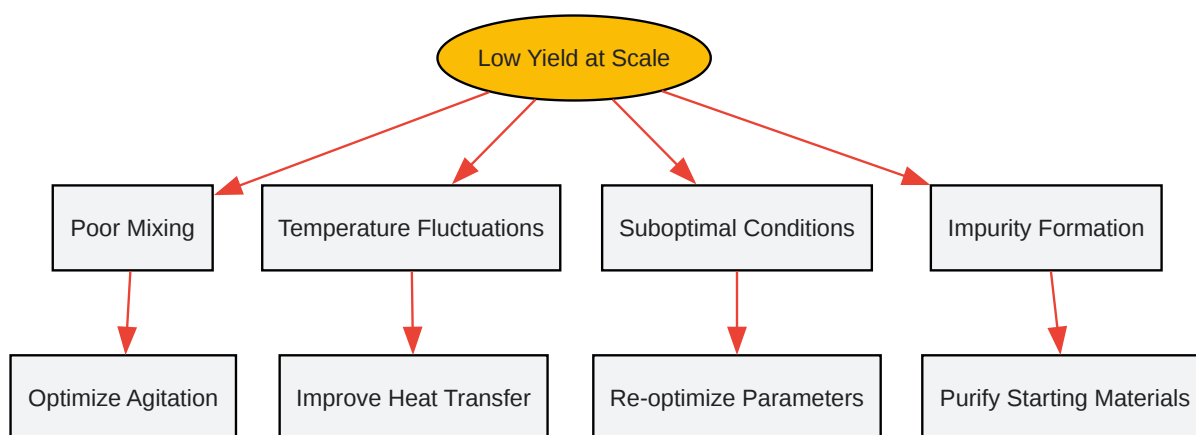 Low Yield at Scale
Poor Mixing
Temperature Fluctuations
Suboptimal Conditions
Impurity Formation
Optimize Agitation
Improve Heat Transfer
Re-optimize Parameters
Purify Starting Materials